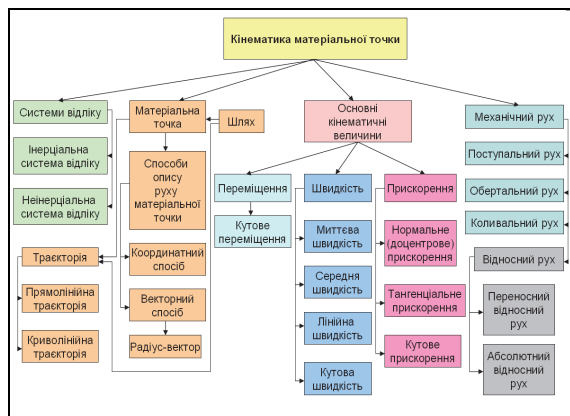 Кінематика матеріальної точки
Системи відліку
Інерціальна
система відліку
Неінерціальна
система відліку
Матеріальна
точка
Шлях
Способи
опису
руху
матеріальної
точки
Траєкторія
Прямолінійна
траєкторія
Криволінійна
траєкторія
Координатний
спосіб
Векторний
спосіб
Радіус-вектор
Основні
кінематичні
величини
Переміщення
Кутове
переміщення
Швидкість
Миттєва
швидкість
Середня
швидкість
Лінійна
швидкість
Кутова
швидкість
Прискорення
Нормальне
(доцентрове)
прискорення
Тангенціальне
прискорення
Кутове
прискорення
Механічний рух
Поступальний рух
Обертальний рух
Коливальний рух
Відносний рух
Переносний
відносний
рух
Абсолютний
відносний
рух